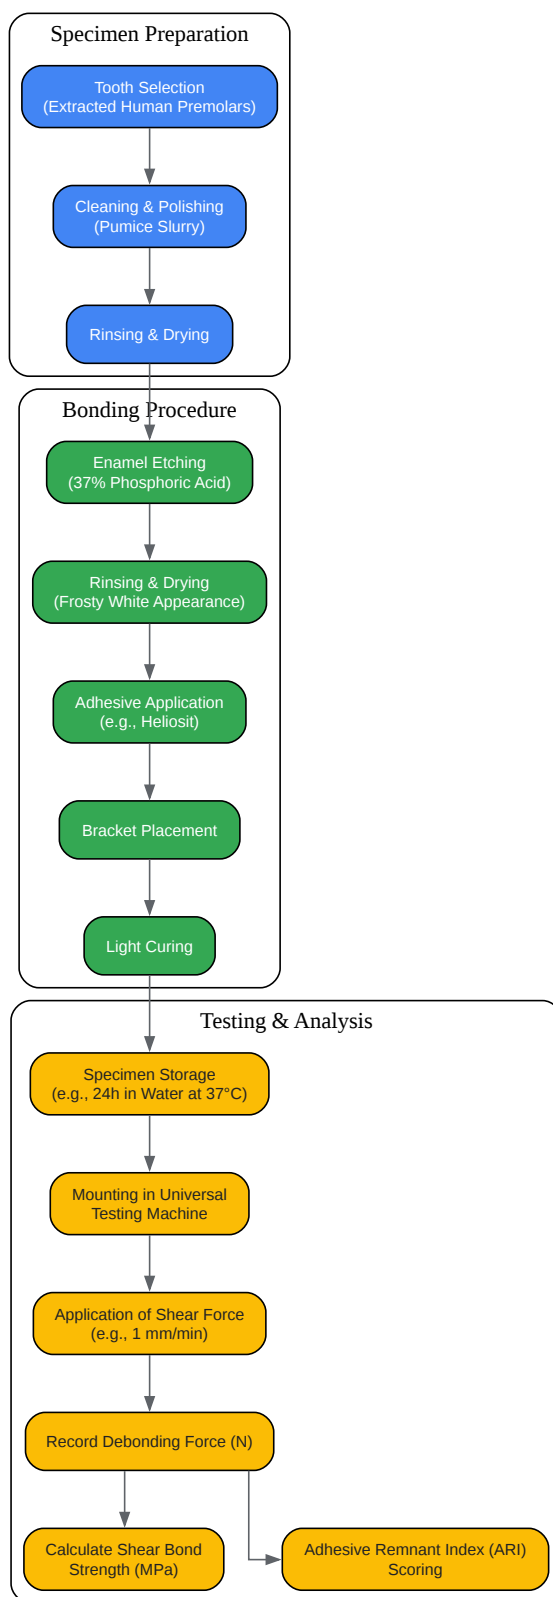 Specimen Preparation
Tooth Selection
(Extracted Human Premolars)
Cleaning & Polishing
(Pumice Slurry)
Rinsing & Drying
Bonding Procedure
Enamel Etching
(37% Phosphoric Acid)
Rinsing & Drying
(Frosty White Appearance)
Adhesive Application
(e.g., Heliosit)
Bracket Placement
Light Curing
Testing & Analysis
Specimen Storage
(e.g., 24h in Water at 37°C)
Mounting in Universal
Testing Machine
Application of Shear Force
(e.g., 1 mm/min)
Record Debonding Force (N)
Calculate Shear Bond
Strength (MPa)
Adhesive Remnant Index (ARI)
Scoring